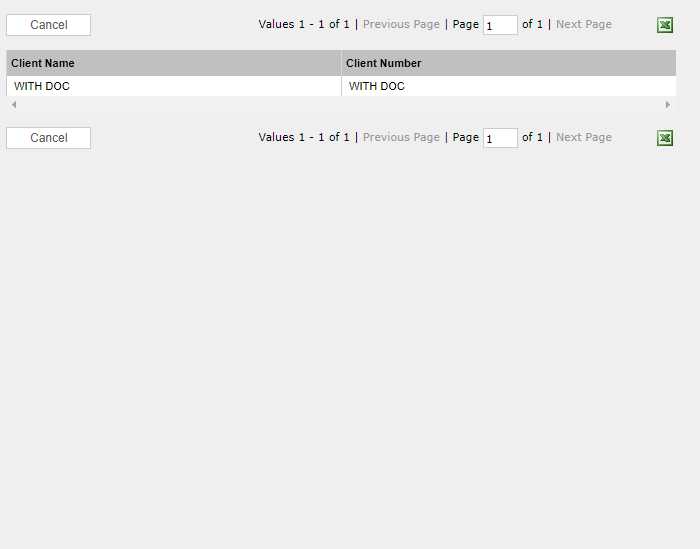 Cancel Values 1 - 1 of 1 | Previous Page | Page 1 of 1 | Next Page
Client Name Client Number
WITH DOC WITH DOC
Cancel Values 1 - 1 of 1 | Previous Page | Page 1 of 1 | Next Page